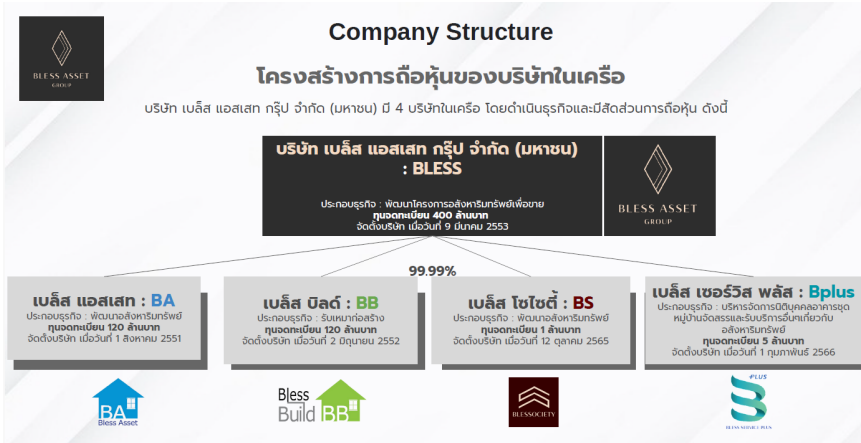 Company Structure
BLESS ASSET
GROUP
โครงสร้างการถือหุ้นของบริษัทในเครือ
บริษัท เบล็ส แอสเสท กรุ๊ป จำกัด (มหาชน) มี 4 บริษัทในเครือ โดยดำเนินธุรกิจและมีสัดส่วนการถือหุ้น ดังนี้
บริษัท เบล็ส แอสเสท กรุ๊ป จำกัด (มหาชน)
: BLESS
ประกอบธุรกิจ : พัฒนาโครงการอสังหาริมทรัพย์เพื่อขาย
ทุนจดทะเบียน 400 ล้านบาท
จัดตั้งบริษัท เมื่อวันที่ 9 มีนาคม 2553
BLESS ASSET
GROUP
99.99%
เบล็ส แอสเสท : BA
ประกอบธุรกิจ : พัฒนาอสังหาริมทรัพย์
ทุนจดทะเบียน 120 ล้านบาท
จัดตั้งบริษัท เมื่อวันที่ 1 สิงหาคม 2551
เบล็ส บิลด์ : BB
ประกอบธุรกิจ : รับเหมาก่อสร้าง
ทุนจดทะเบียน 120 ล้านบาท
จัดตั้งบริษัท เมื่อวันที่ 2 มิถุนายน 2552
เบล็ส โซไซตี้ : BS
ประกอบธุรกิจ : พัฒนาอสังหาริมทรัพย์
ทุนจดทะเบียน 1 ล้านบาท
จัดตั้งบริษัท เมื่อวันที่ 12 ตุลาคม 2565
เบล็ส เซอร์วิส พลัส : Bplus
ประกอบธุรกิจ : บริหารจัดการนิติบุคคลอาคารชุด
หมู่บ้านจัดสรรและรับบริการอื่นๆเกี่ยวกับ
อสังหาริมทรัพย์
ทุนจดทะเบียน 5 ล้านบาท
จัดตั้งบริษัท เมื่อวันที่ 1 กุมภาพันธ์ 2566
BA
Bless Asset
Bless
Build BB
BLESSOCIETY
PLUS
BLESS SERVICE PLUS